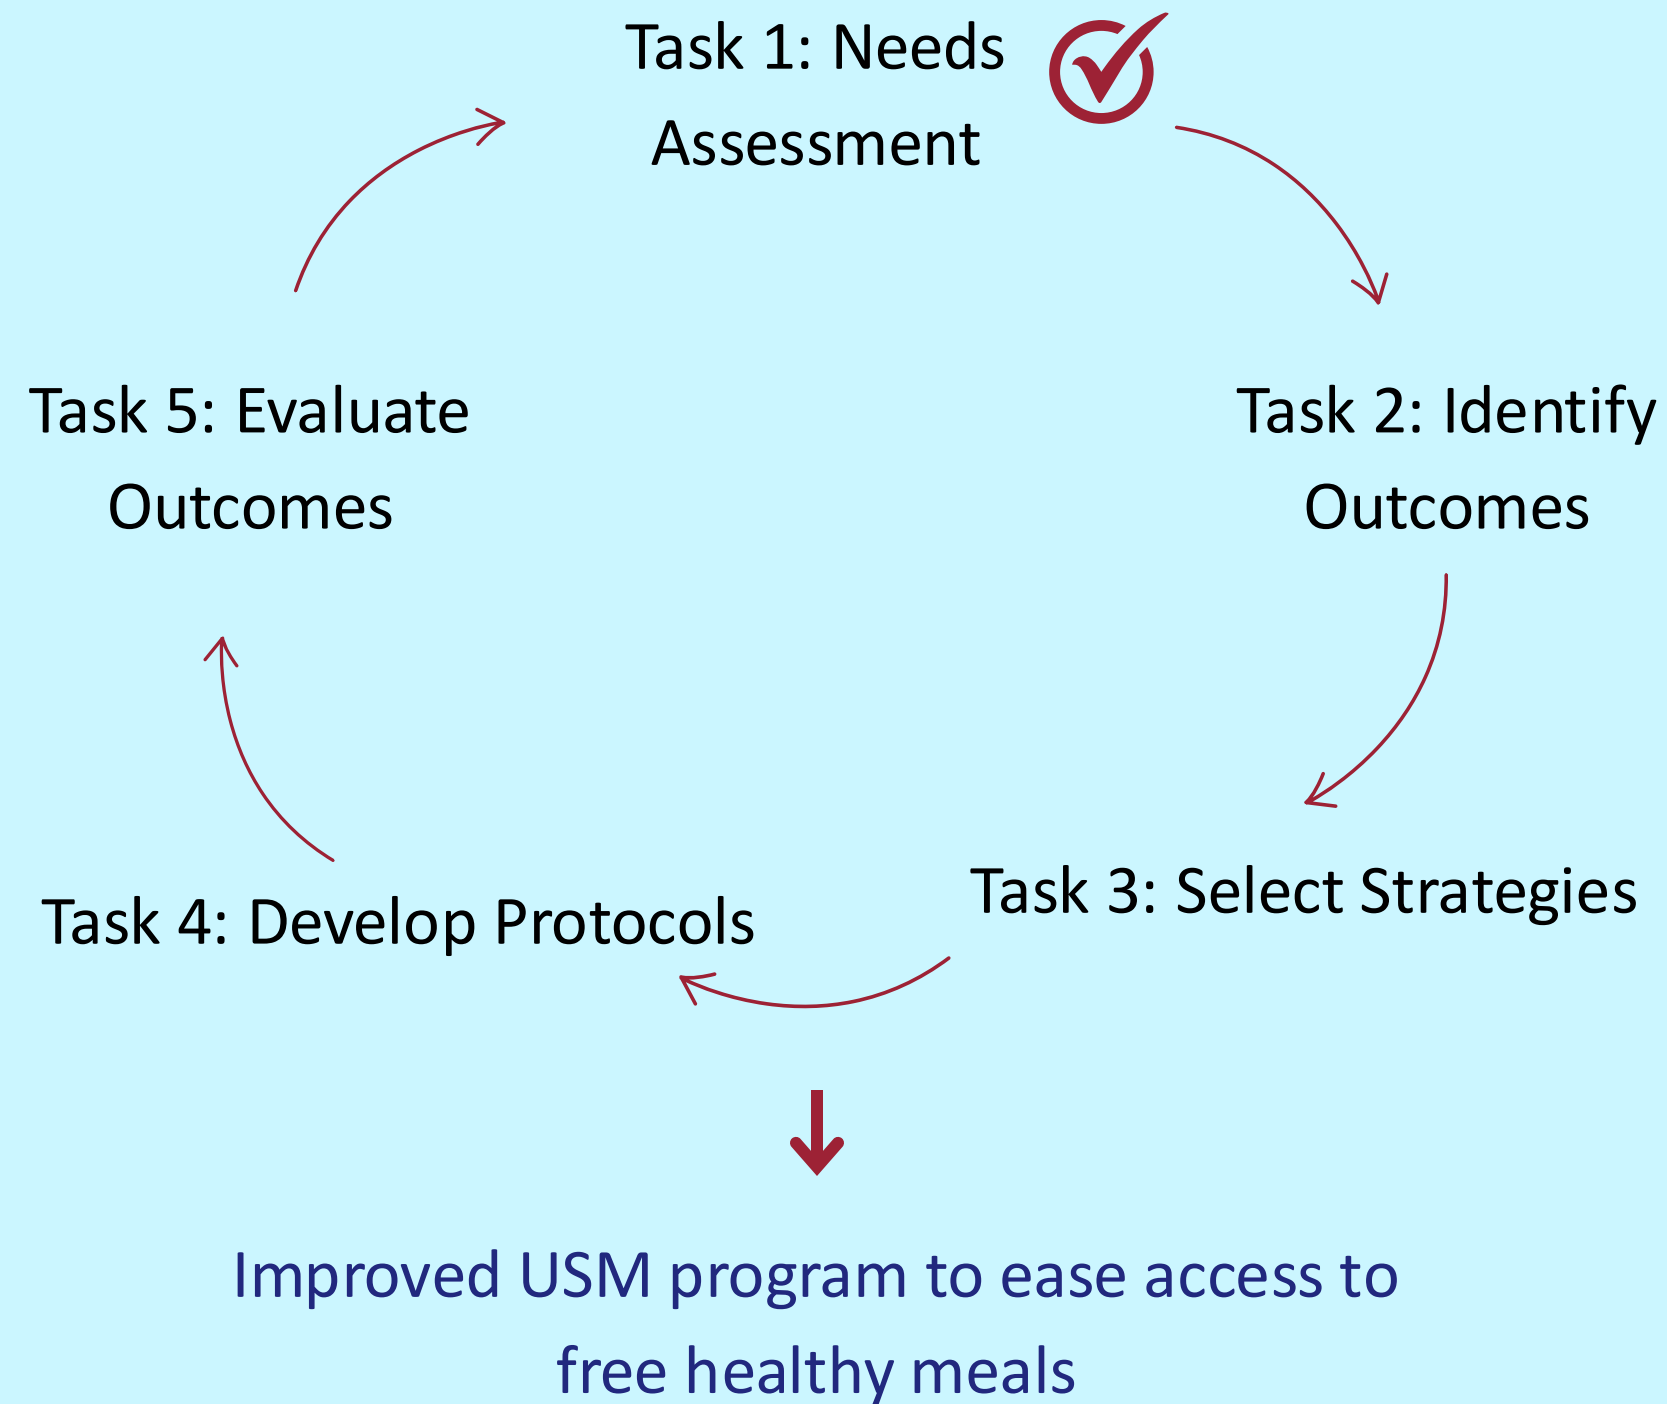 Task 1: Needs
Assessment
Task 2: Identify
Outcomes
Task 3: Select Strategies
Task 4: Develop Protocols
Task 5: Evaluate
Outcomes
Improved USM program to ease access to
free healthy meals